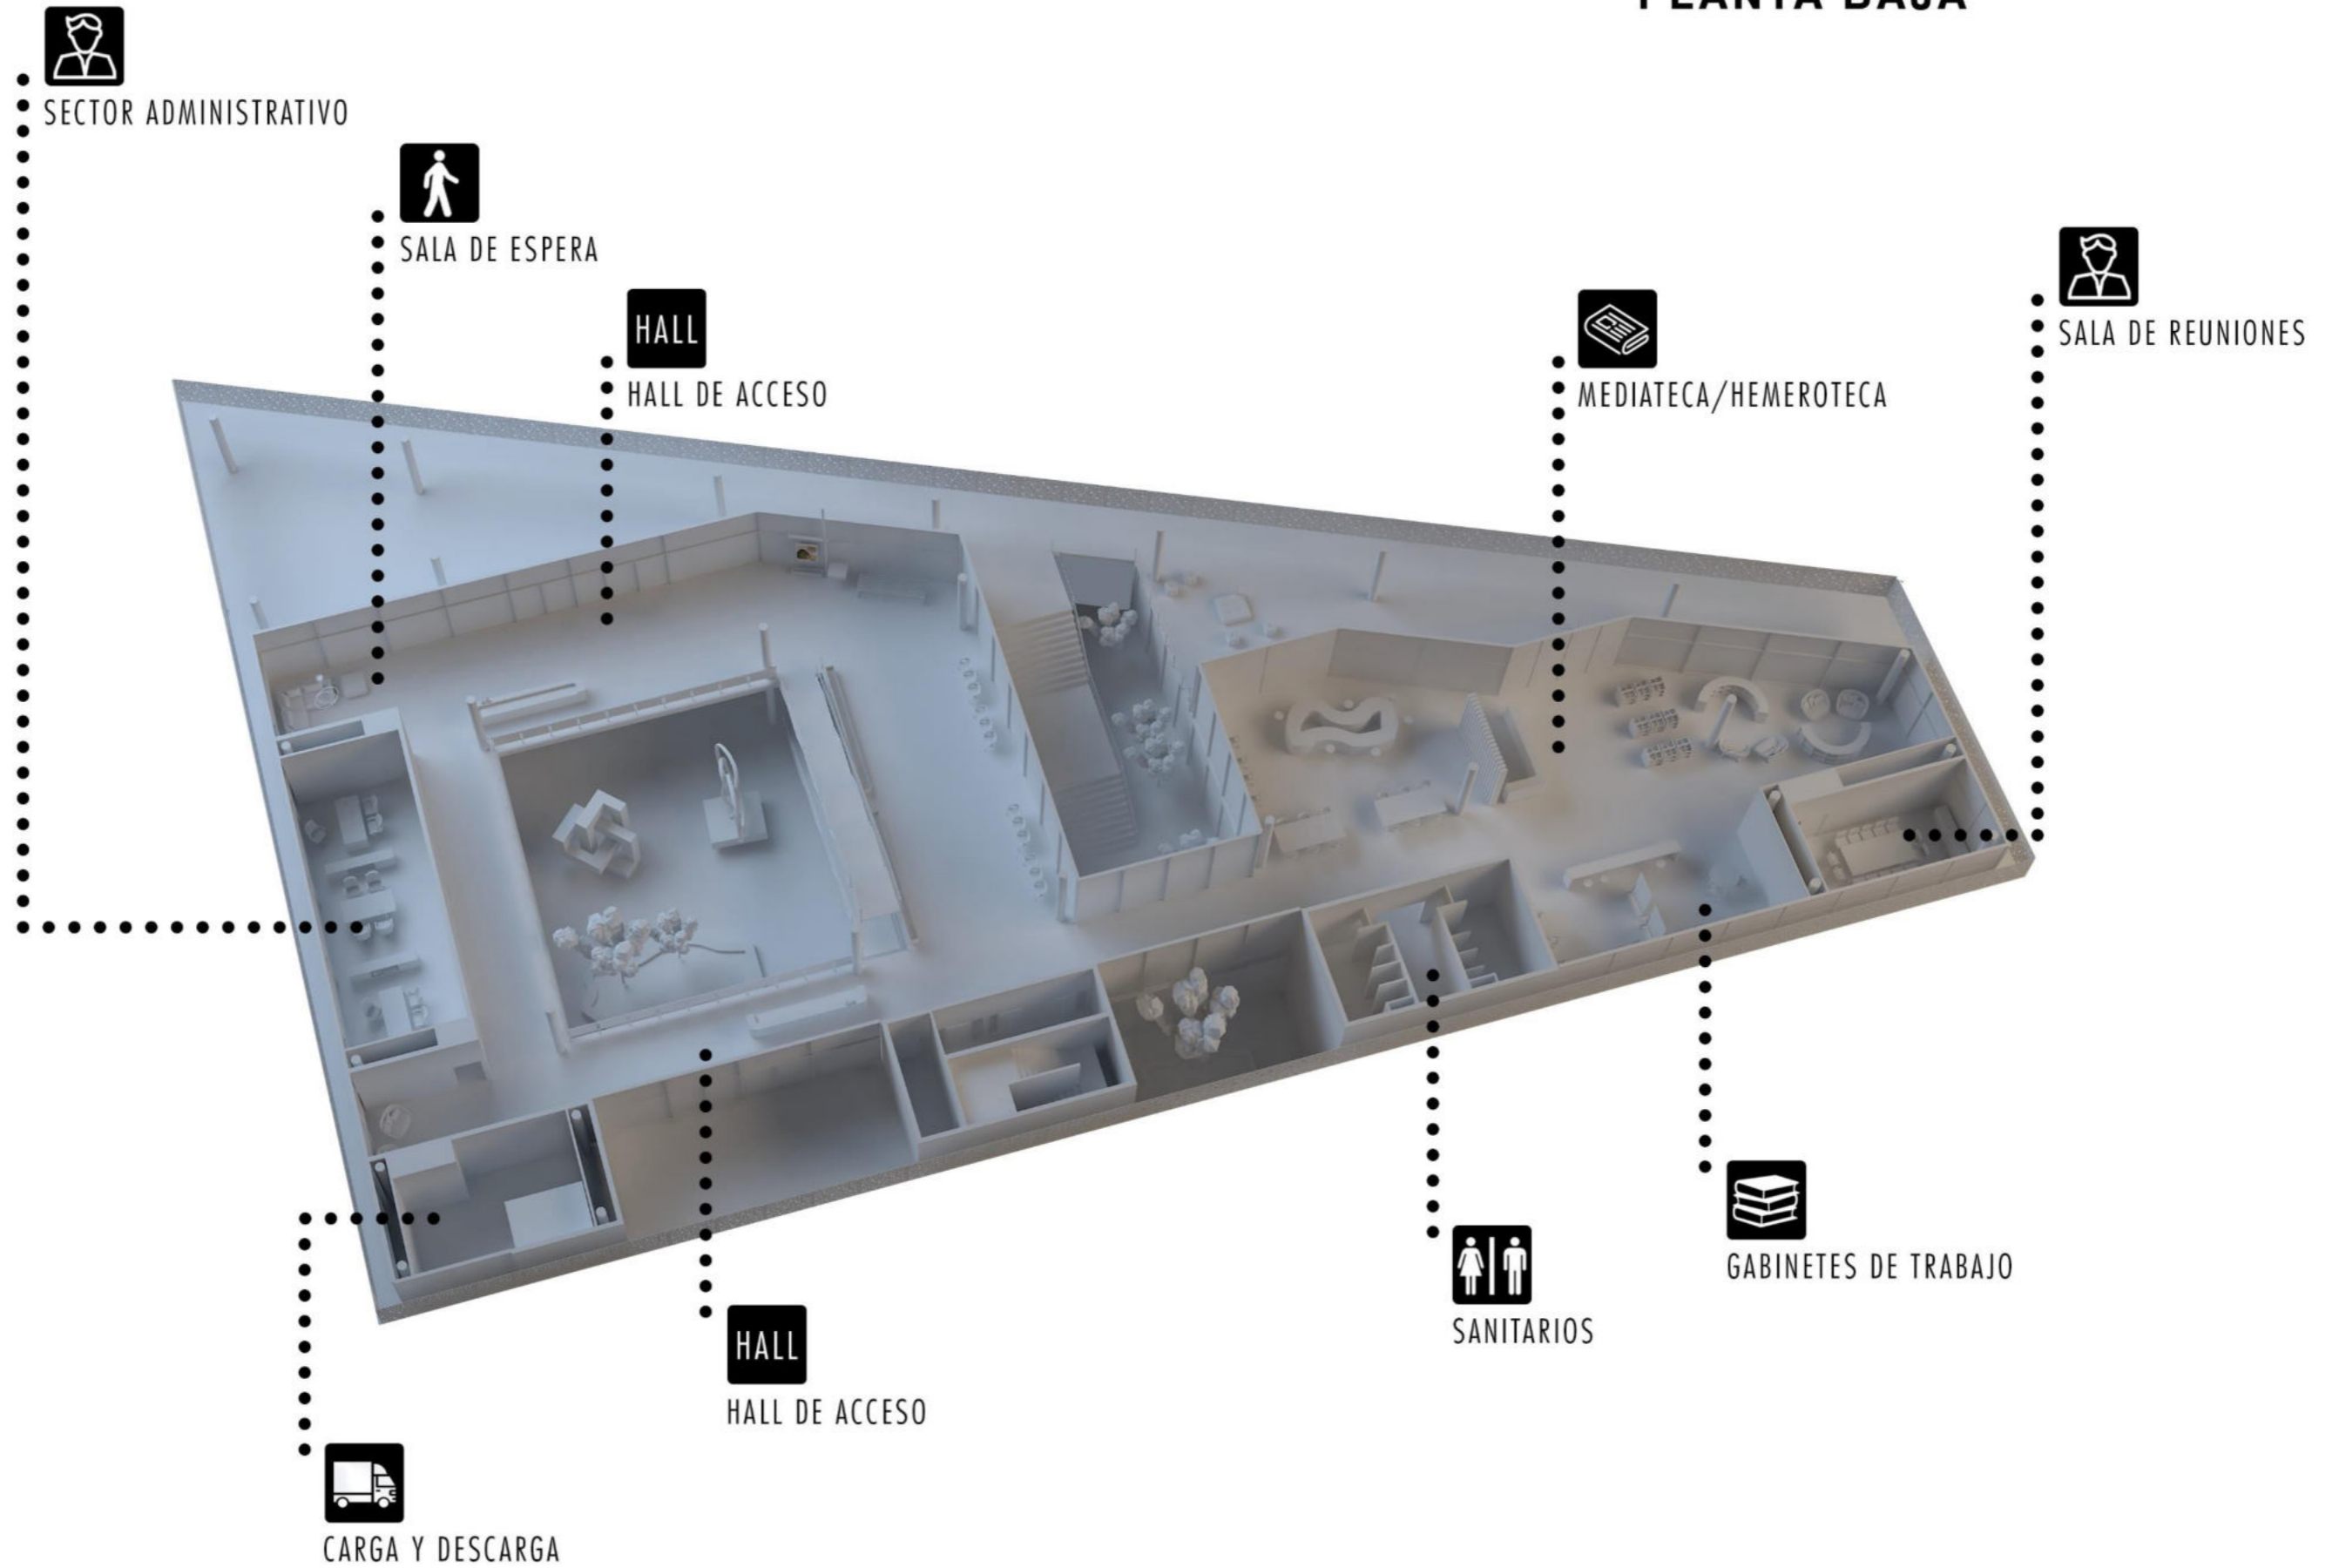 PLANTA BAJA
SECTOR ADMINISTRATIVO
SALA DE ESPERA
HALL
HALL DE ACCESO
MEDIATECA/HEMEROTECA
SALA DE REUNIONES
GABINETES DE TRABAJO
SANITARIOS
HALL
HALL DE ACCESO
CARGA Y DESCARGA